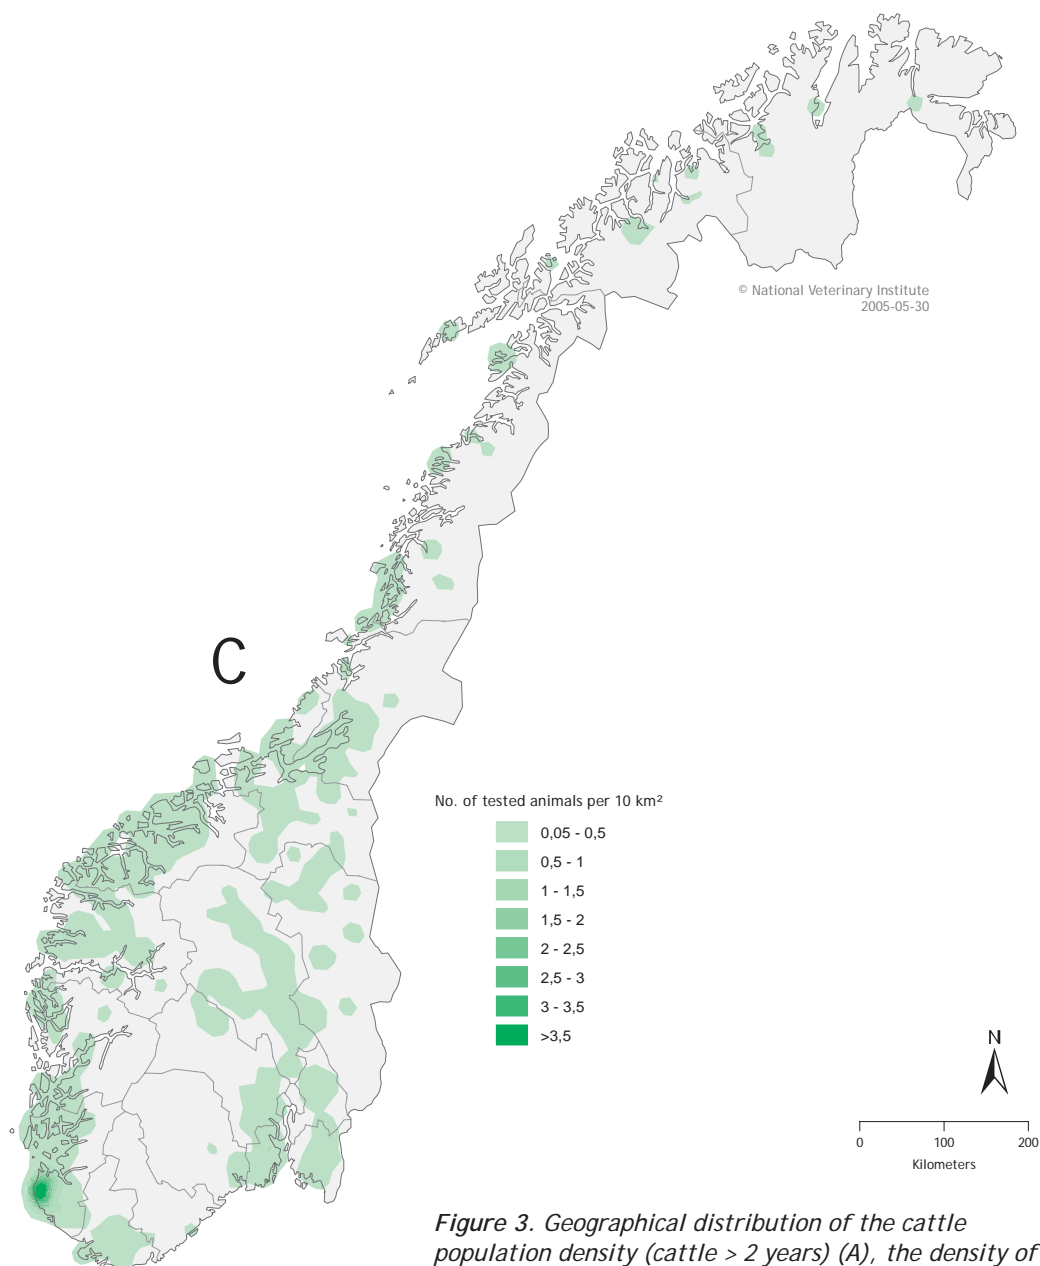 © National Veterinary Institute
2005-05-30
C
No. of tested animals per 10 km²
0,05 - 0,5
0,5 - 1
1 - 1,5
1,5 - 2
2 - 2,5
2,5 - 3
3 - 3,5
>3,5
N
0 100 200
Kilometers
Figure 3. Geographical distribution of the cattle
population density (cattle > 2 years) (A), the density of